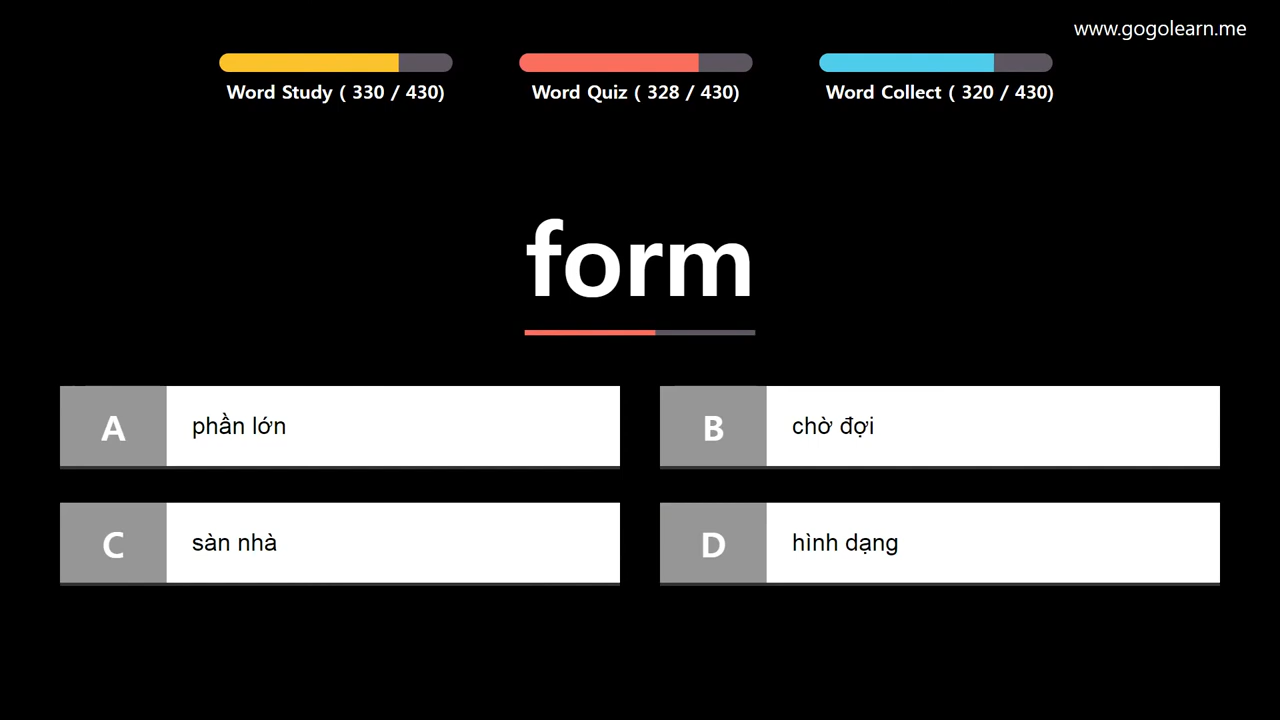 www.gogolearn.me
Word Study ( 330 / 430)
Word Quiz ( 328 / 430)
Word Collect ( 320 / 430)
form
A
phần lớn
B
chờ đợi
C
sàn nhà
D
hình dạng